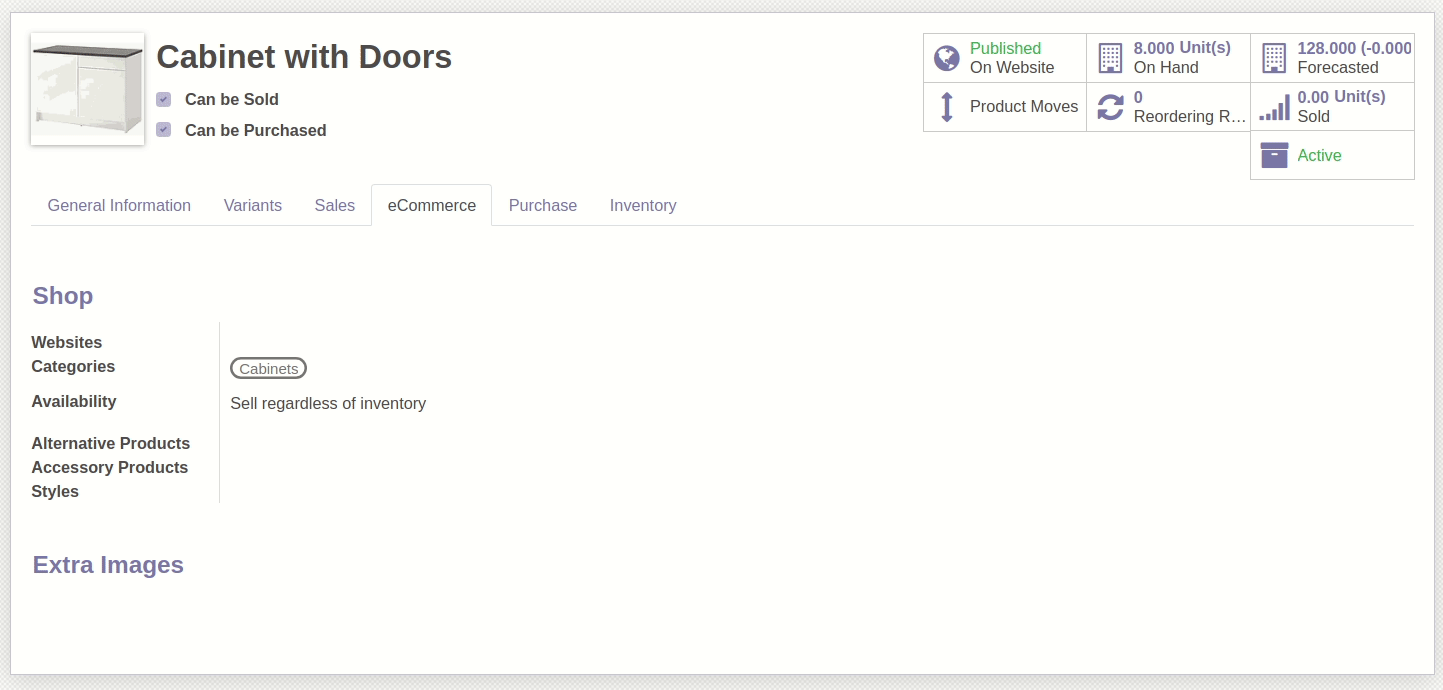 Cabinet with Doors
Can be Sold
Can be Purchased
Published
On Website
8.000 Unit(s)
On Hand
128.000 (-0.000
Forecasted
Product Moves
0
Reordering R...
0.00 Unit(s)
Sold
Active
General Information Variants Sales eCommerce Purchase Inventory
Shop
Websites
Categories Cabinets
Availability Sell regardless of inventory
Alternative Products
Accessory Products
Styles
Extra Images